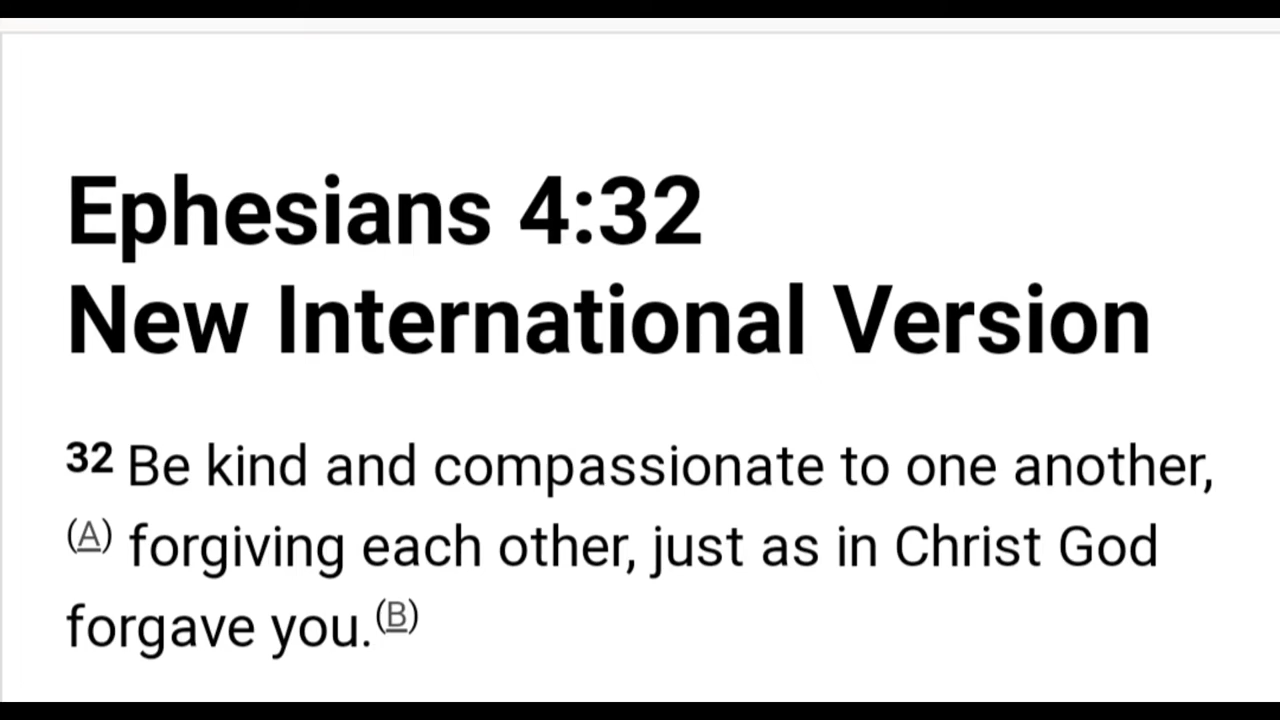 Ephesians 4:32
New International Version
32 Be kind and compassionate to one another,
(A) forgiving each other, just as in Christ God
forgave you.(B)